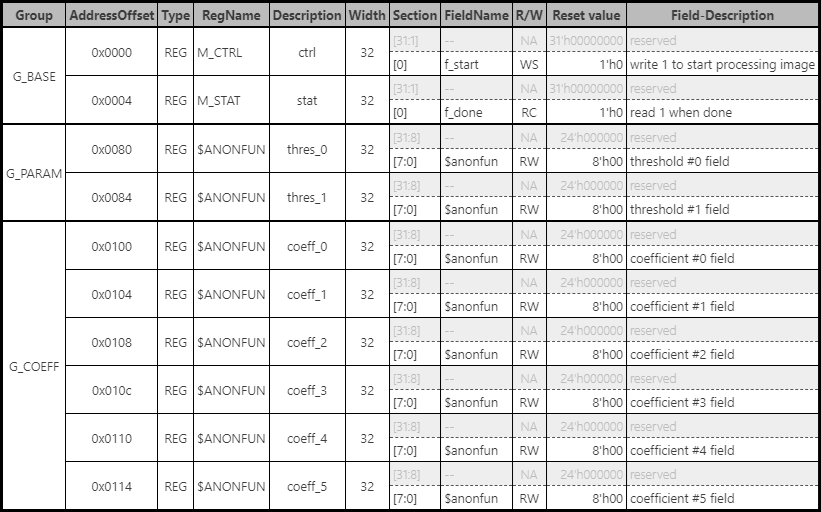 Group AddressOffset Type RegName Description Width Section FieldName R/W Reset value Field-Description
G_BASE
0x0000 REG M_CTRL ctrl 32
[31:1] -- NA 31'h00000000 reserved
[0] f_start WS 1'h0 write 1 to start processing image
0x0004 REG M_STAT stat 32
[31:1] -- NA 31'h00000000 reserved
[0] f_done RC 1'h0 read 1 when done
G_PARAM
0x0080 REG $ANONFUN thres_0 32
[31:8] -- NA 24'h000000 reserved
[7:0] $anonfun RW 8'h00 threshold #0 field
0x0084 REG $ANONFUN thres_1 32
[31:8] -- NA 24'h000000 reserved
[7:0] $anonfun RW 8'h00 threshold #1 field
G_COEFF
0x0100 REG $ANONFUN coeff_0 32
[31:8] -- NA 24'h000000 reserved
[7:0] $anonfun RW 8'h00 coefficient #0 field
0x0104 REG $ANONFUN coeff_1 32
[31:8] -- NA 24'h000000 reserved
[7:0] $anonfun RW 8'h00 coefficient #1 field
0x0108 REG $ANONFUN coeff_2 32
[31:8] -- NA 24'h000000 reserved
[7:0] $anonfun RW 8'h00 coefficient #2 field
0x010c REG $ANONFUN coeff_3 32
[31:8] -- NA 24'h000000 reserved
[7:0] $anonfun RW 8'h00 coefficient #3 field
0x0110 REG $ANONFUN coeff_4 32
[31:8] -- NA 24'h000000 reserved
[7:0] $anonfun RW 8'h00 coefficient #4 field
0x0114 REG $ANONFUN coeff_5 32
[31:8] -- NA 24'h000000 reserved
[7:0] $anonfun RW 8'h00 coefficient #5 field